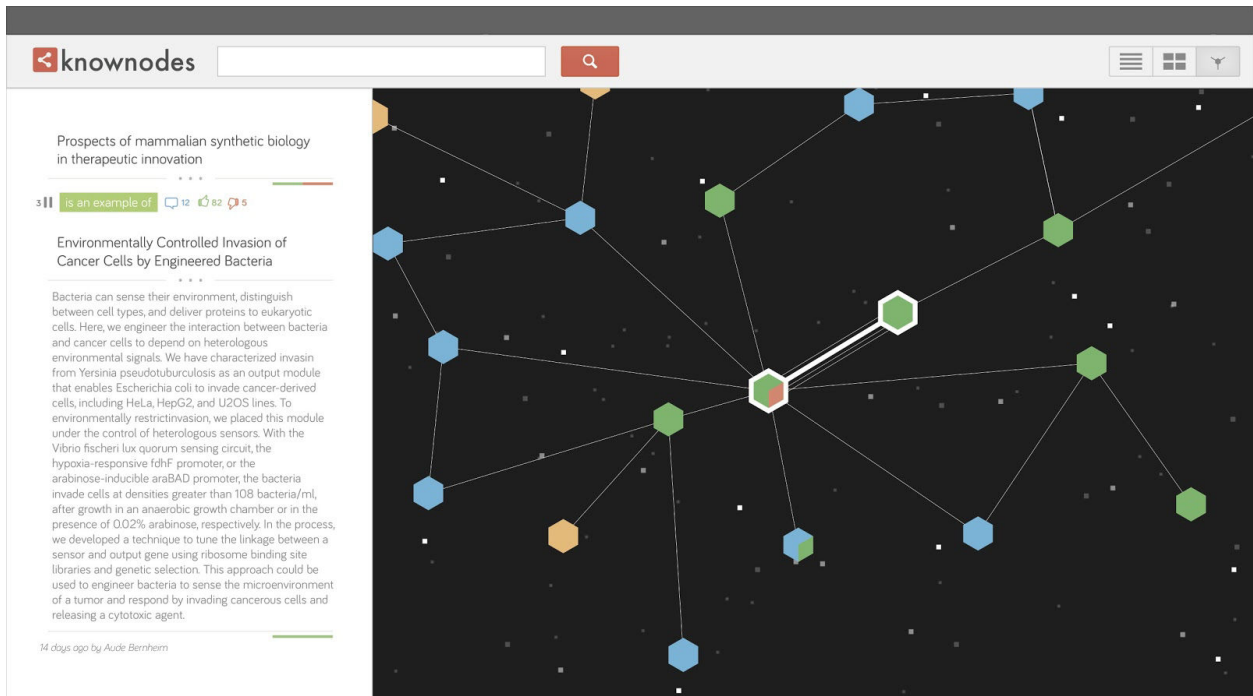 knownodes
Prospects of mammalian synthetic biology
in therapeutic innovation
3 is an example of 12 82 5
Environmentally Controlled Invasion of
Cancer Cells by Engineered Bacteria
Bacteria can sense their environment, distinguish
between cell types, and deliver proteins to eukaryotic
cells. Here, we engineer the interaction between bacteria
and cancer cells to depend on heterologous
environmental signals. We have characterized invasin
from Yersinia pseudotuburculosis as an output module
that enables Escherichia coli to invade cancer-derived
cells, including HeLa, HepG2, and U2OS lines. To
environmentally restrictinvasion, we placed this module
under the control of heterologous sensors. With the
Vibrio fischeri lux quorum sensing circuit, the
hypoxia-responsive fdhF promoter, or the
arabinose-inducible araBAD promoter, the bacteria
invade cells at densities greater than 108 bacteria/ml,
after growth in an anaerobic growth chamber or in the
presence of 0.02% arabinose, respectively. In the process,
we developed a technique to tune the linkage between a
sensor and output gene using ribosome binding site
libraries and genetic selection. This approach could be
used to engineer bacteria to sense the microenvironment
of a tumor and respond by invading cancerous cells and
releasing a cytotoxic agent.
14 days ago by Aude Bernheim